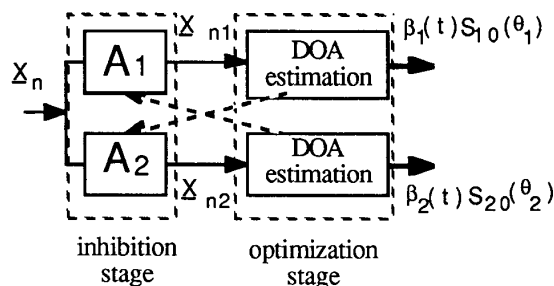 X n1
DOA estimation
β1(t)S10(θ1)
A1
Xn
A2
X n2
DOA estimation
β2(t)S20(θ2)
inhibition stage
optimization stage